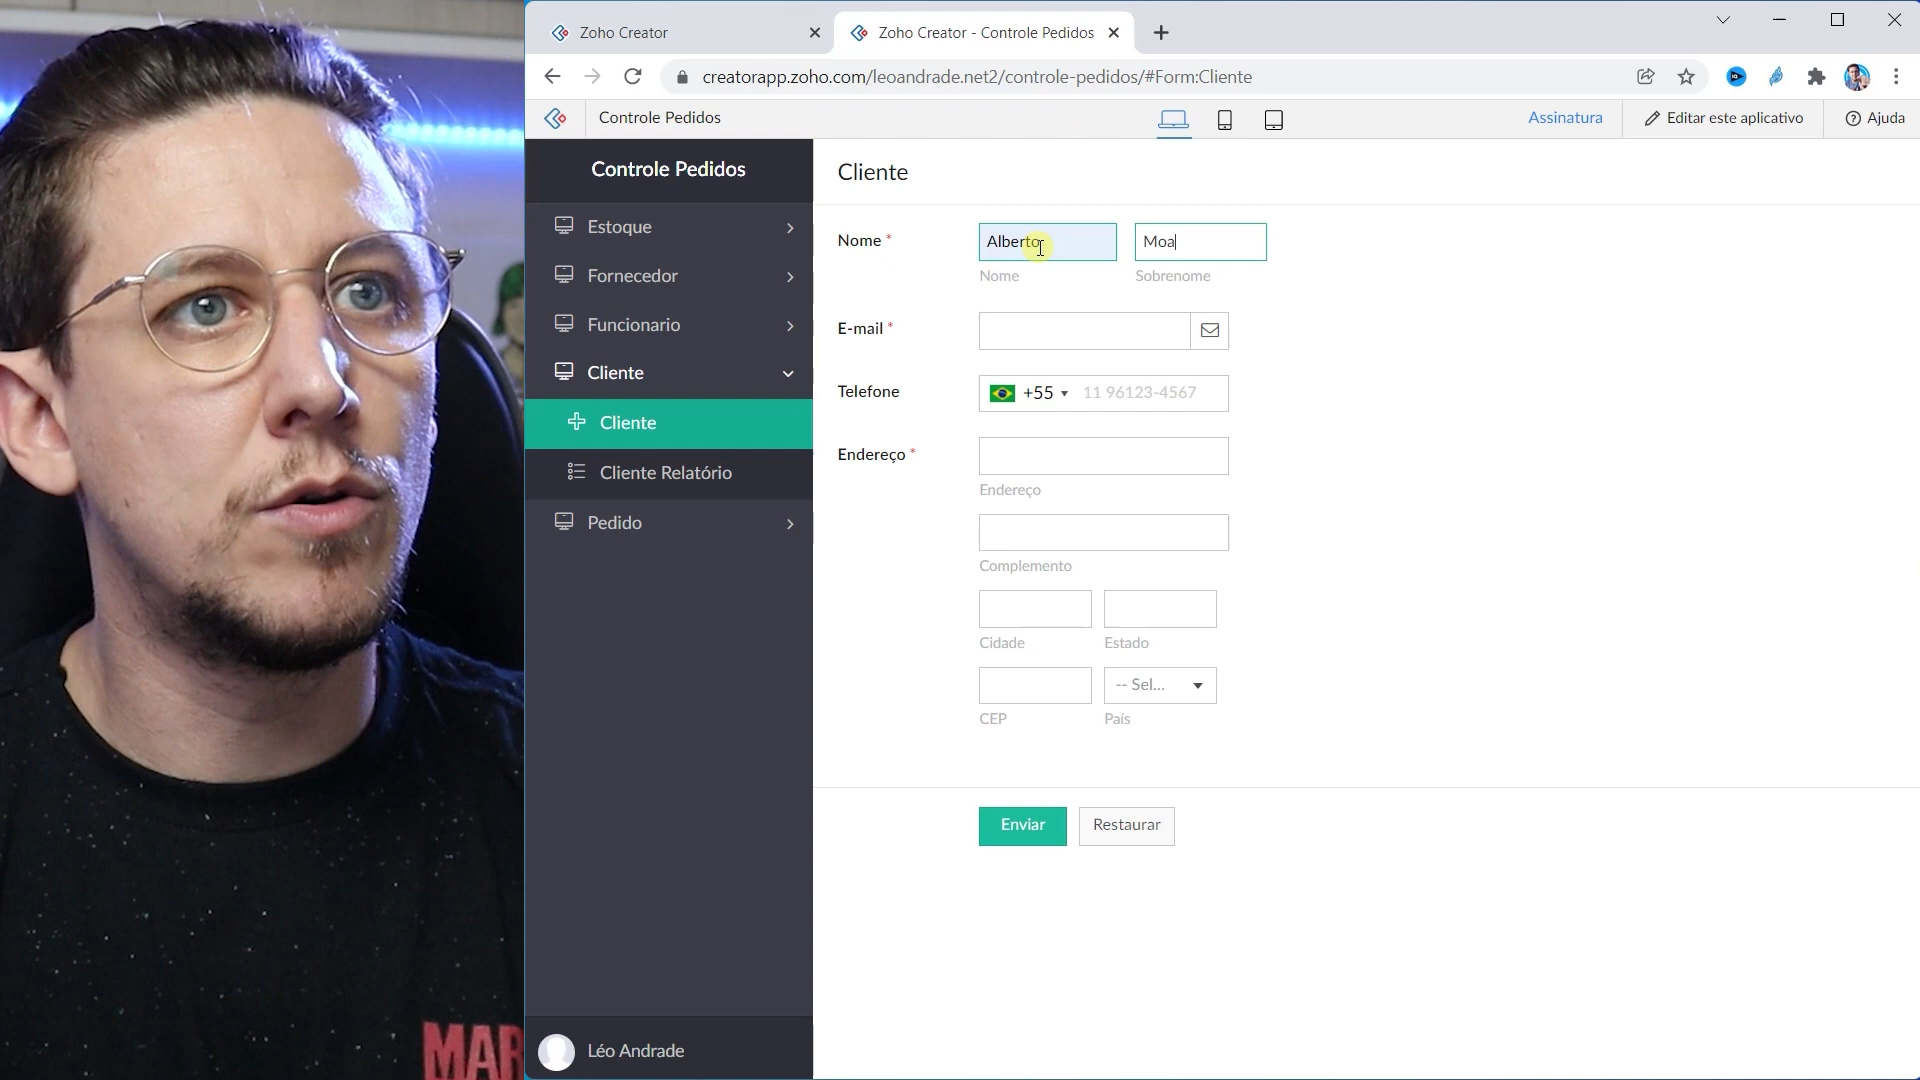 Zoho Creator
Zoho Creator - Controle Pedidos
creatorapp.zoho.com/leoandrade.net2/controle-pedidos/#Form:Cliente
Controle Pedidos
Assinatura
Editar este aplicativo
Ajuda
Controle Pedidos
Estoque
Fornecedor
Funcionario
Cliente
Cliente
Cliente Relatório
Pedido
Léo Andrade
Cliente
Nome *
Alberto
Moa
Nome
Sobrenome
E-mail *
Telefone
+55
11 96123-4567
Endereço *
Endereço
Complemento
Cidade
Estado
-- Sel...
CEP
País
Enviar
Restaurar
MAR